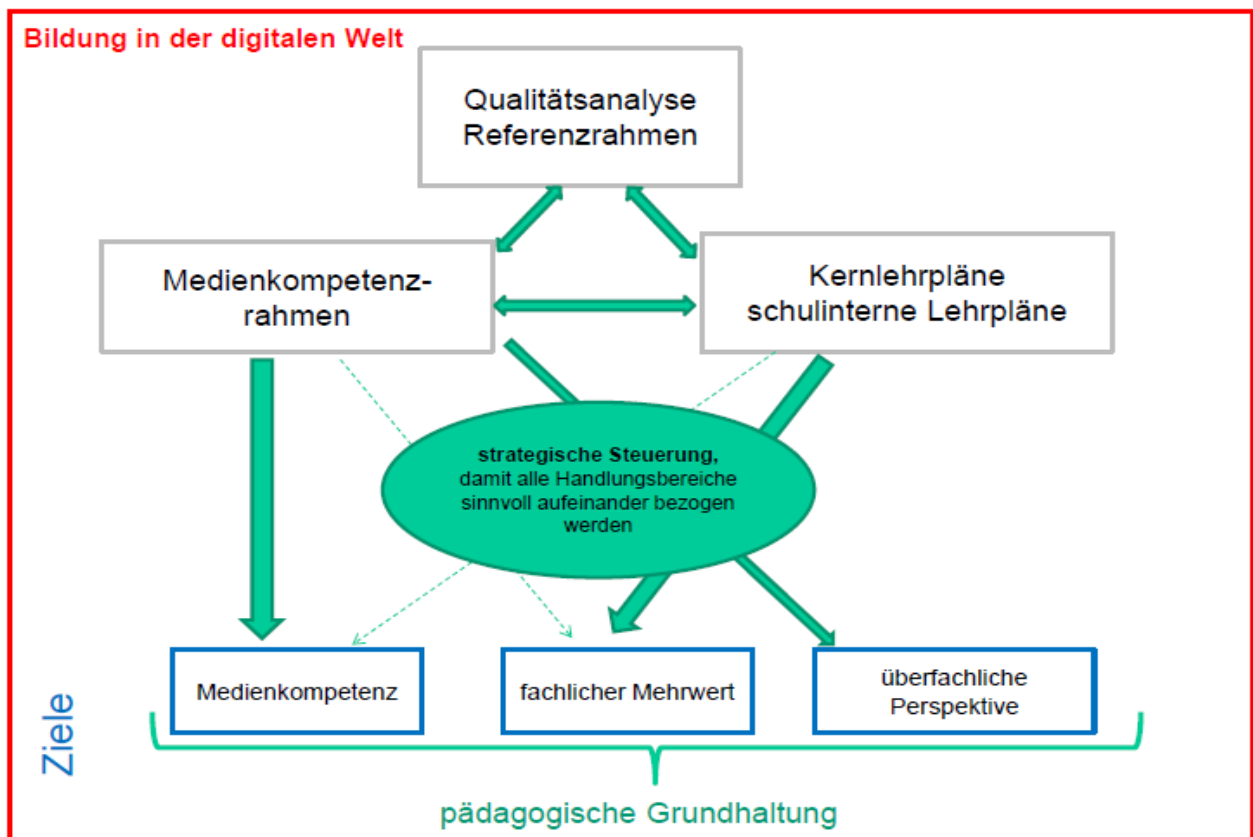 Bildung in der digitalen Welt
Qualitätsanalyse
Referenzrahmen
Medienkompetenz-
rahmen
Kernlehrpläne
schulinterne Lehrpläne
strategische Steuerung,
damit alle Handlungsbereiche
sinnvoll aufeinander bezogen
werden
Ziele
Medienkompetenz
fachlicher Mehrwert
überfachliche
Perspektive
pädagogische Grundhaltung